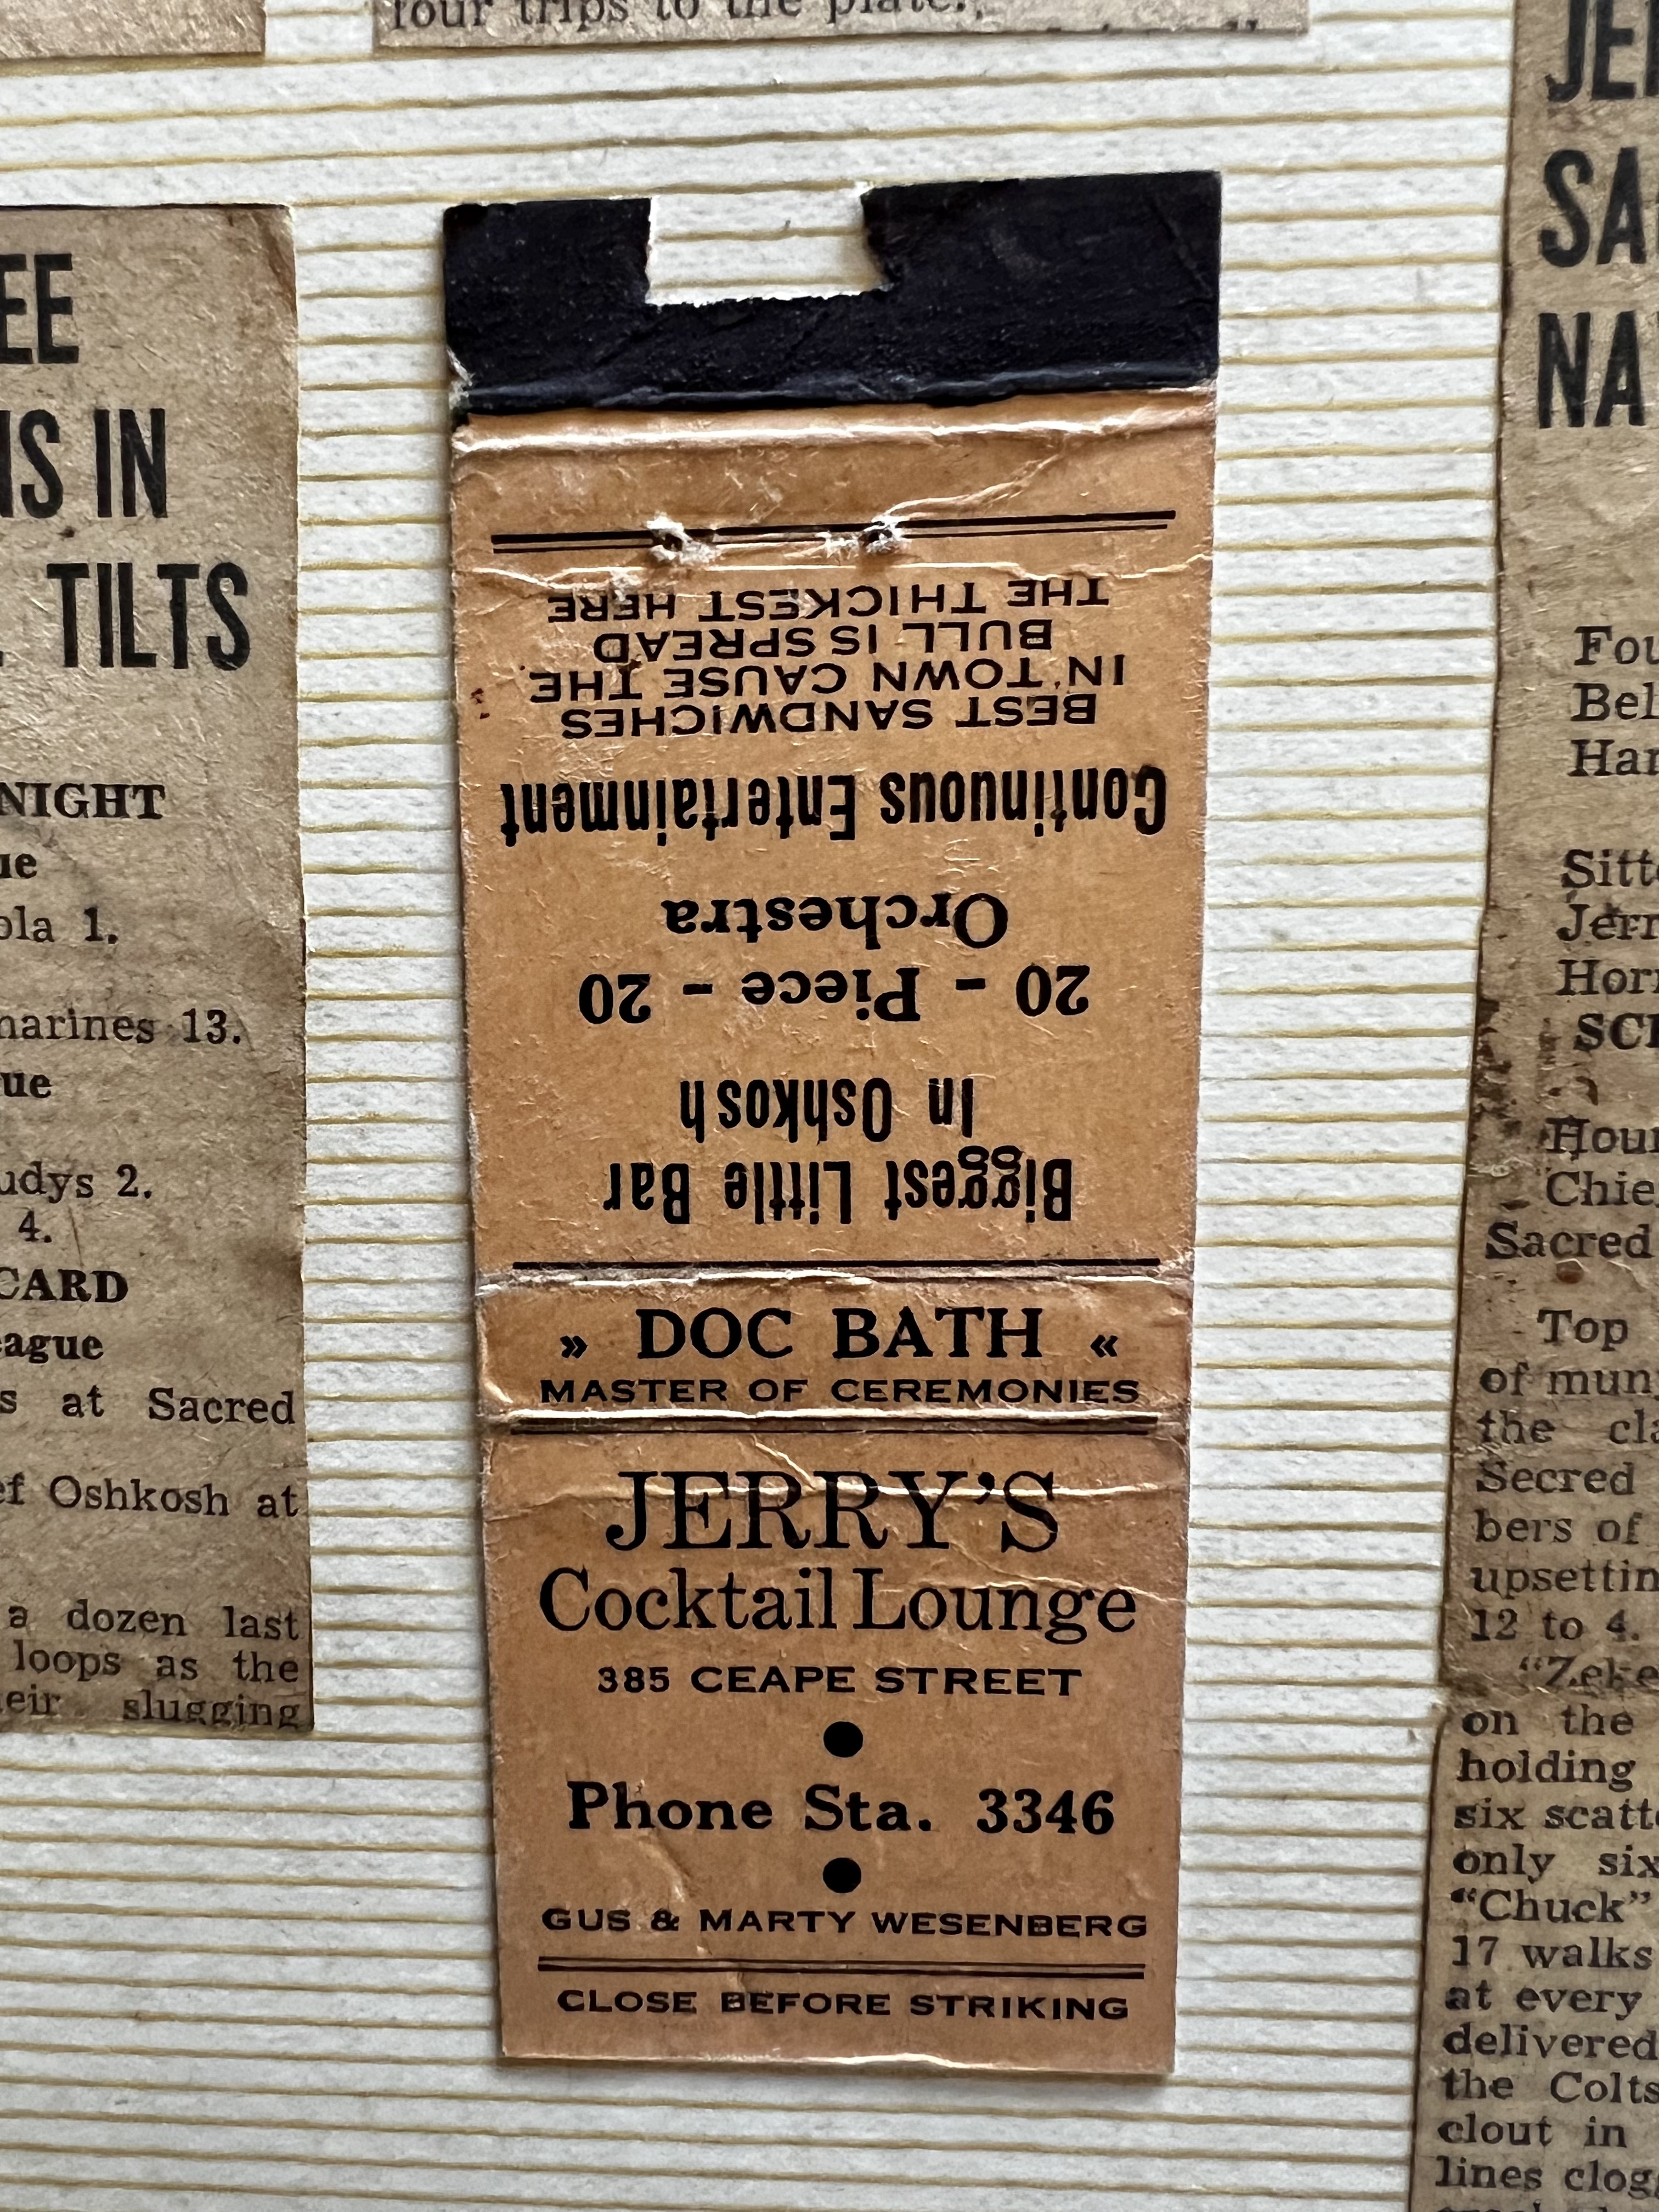 four trips to the plate.
EE
NS IN
TILTS
NIGHT
ue
ola 1.
marines 13.
ue
udys 2.
4.
CARD
eague
s at Sacred
ef Oshkosh at
a dozen last
loops as the
eir slugging
Biggest Little Bar
In Oshkosh
20 - Piece - 20
Orchestra
Continuous Entertainment
BEST SANDWICHES
IN TOWN CAUSE THE
BULL IS SPREAD
THE THICKEST HERE
» DOC BATH «
MASTER OF CEREMONIES
JERRY'S
Cocktail Lounge
385 CEAPE STREET
Phone Sta. 3346
GUS & MARTY WESENBERG
CLOSE BEFORE STRIKING
JE
SA
NA
Fou
Bel
Har
Sitt
Jerr
Horn
SCI
Hour
Chie
Sacred
Top
of mun
the cla
Secred
bers of
upsettin
12 to 4.
"Zeke
on the
holding
six scatt
only six
"Chuck"
17 walks
at every
delivered
the Colts
clout in
lines clog